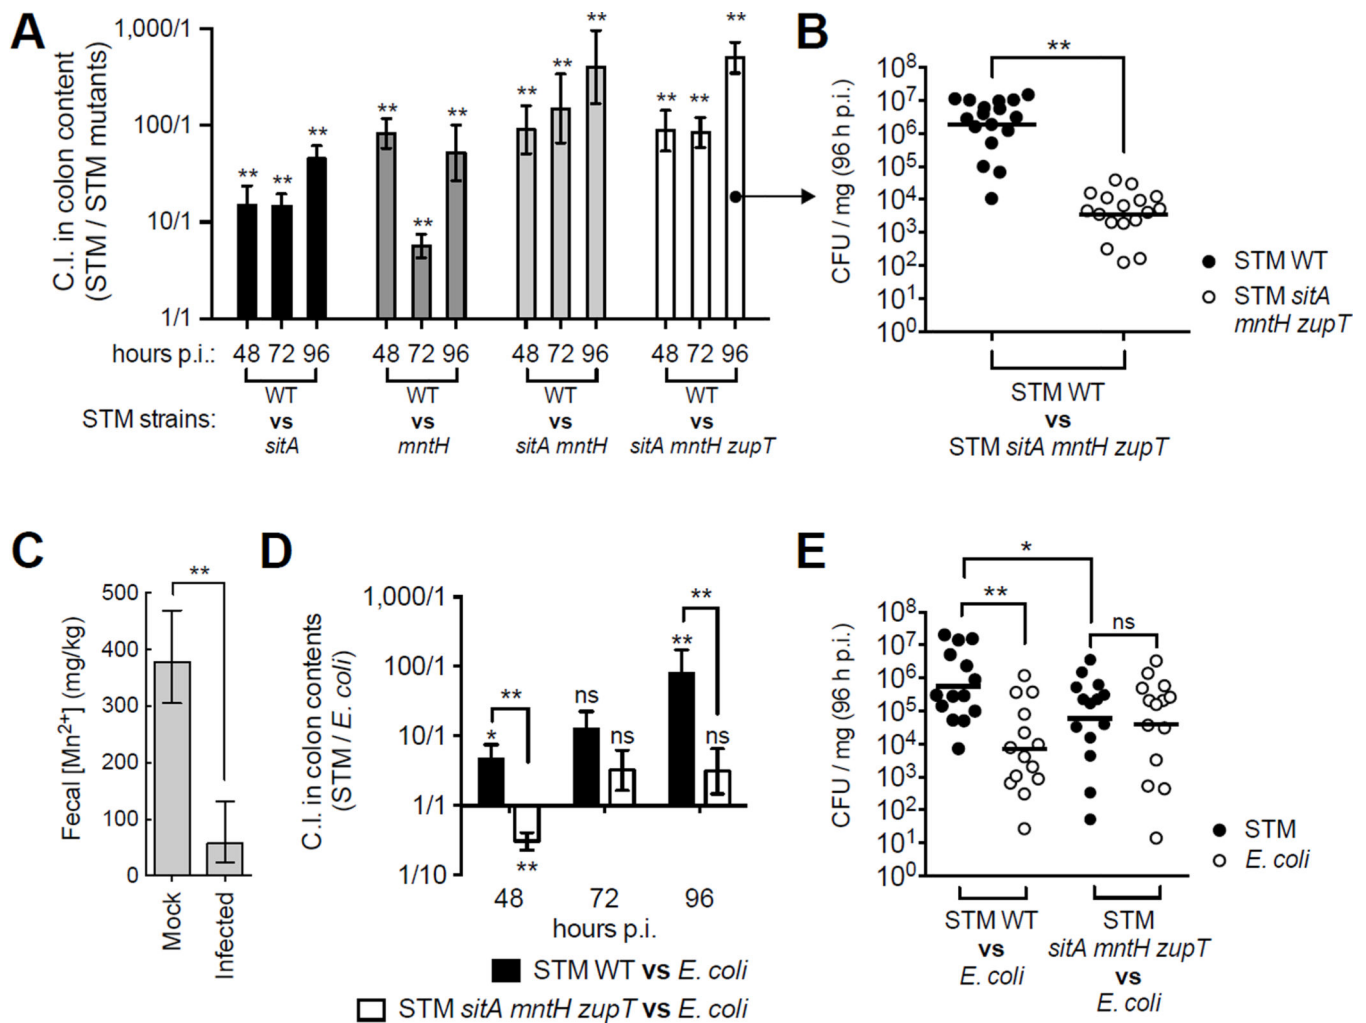 A
C.I. in colon content
(STM / STM mutants)
1,000/1
100/1
10/1
1/1
** ** **
** ** **
** ** **
** ** **
hours p.i.: 48 72 96 48 72 96 48 72 96 48 72 96
STM strains:
WT
vs
sitA
WT
vs
mntH
WT
vs
sitA mntH
WT
vs
sitA mntH zupT
B
CFU / mg (96 h p.i.)
10⁸
10⁷
10⁶
10⁵
10⁴
10³
10²
10¹
10⁰
**
STM WT
STM sitA
mntH zupT
STM WT
vs
STM sitA mntH zupT
C
Fecal [Mn²⁺] (mg/kg)
500
400
300
200
100
0
**
Mock
Infected
D
C.I. in colon contents
(STM / E. coli)
1,000/1
100/1
10/1
1/1
1/10
**
*
**
ns
ns
**
**
ns
48 72 96
hours p.i.
STM WT vs E. coli
STM sitA mntH zupT vs E. coli
E
CFU / mg (96 h p.i.)
10⁸
10⁷
10⁶
10⁵
10⁴
10³
10²
10¹
10⁰
*
**
ns
STM
E. coli
STM WT
vs
E. coli
STM
sitA mntH zupT
vs
E. coli